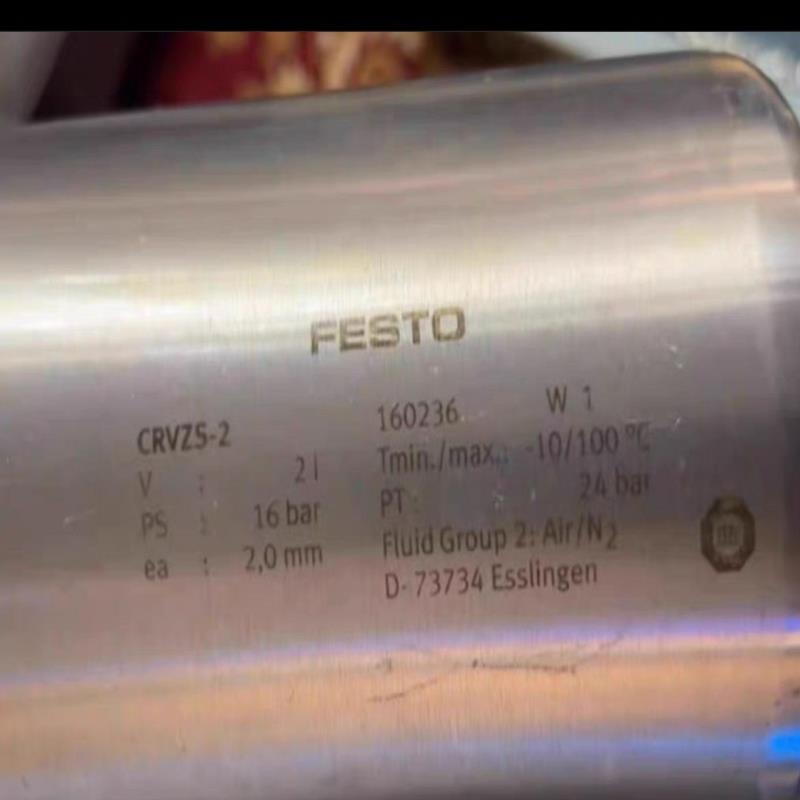 FESTO
CRVZS-2
V : 2 l
PS : 16 bar
ea : 2,0 mm
160236 W 1
Tmin./max.: -10/100 °C
PT : 24 bar
Fluid Group 2: Air/N2
D- 73734 Esslingen